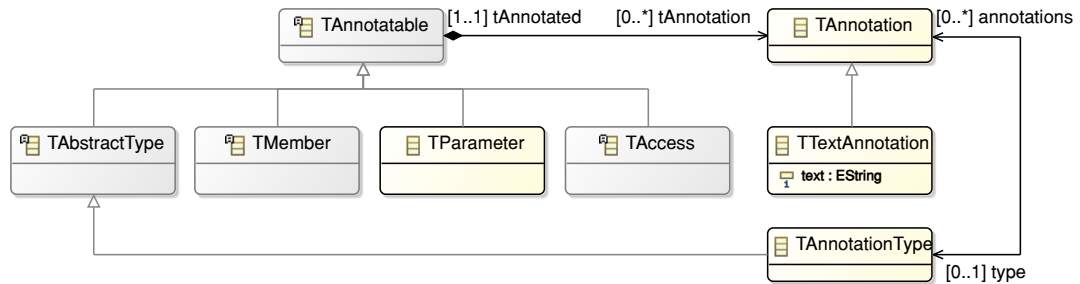 TAnnotatable
[1..1] tAnnotated
[0..*] tAnnotation
TAnnotation
[0..*] annotations
TAbstractType
TMember
TParameter
TAccess
TTextAnnotation
1 text : EString
TAnnotationType
[0..1] type